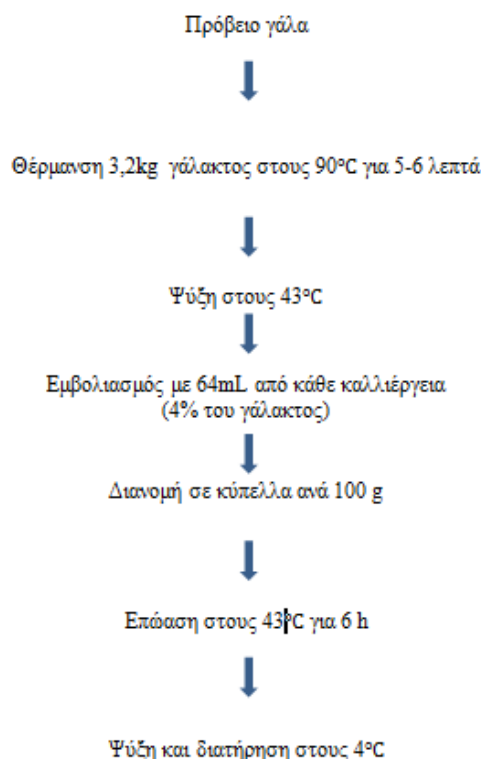 Πρόβειο γάλα
Θέρμανση 3,2kg γάλακτος στους 90°C για 5-6 λεπτά
Ψύξη στους 43°C
Εμβολιασμός με 64mL από κάθε καλλιέργεια
(4% του γάλακτος)
Διανομή σε κύπελλα ανά 100 g
Επώαση στους 43°C για 6 h
Ψύξη και διατήρηση στους 4°C